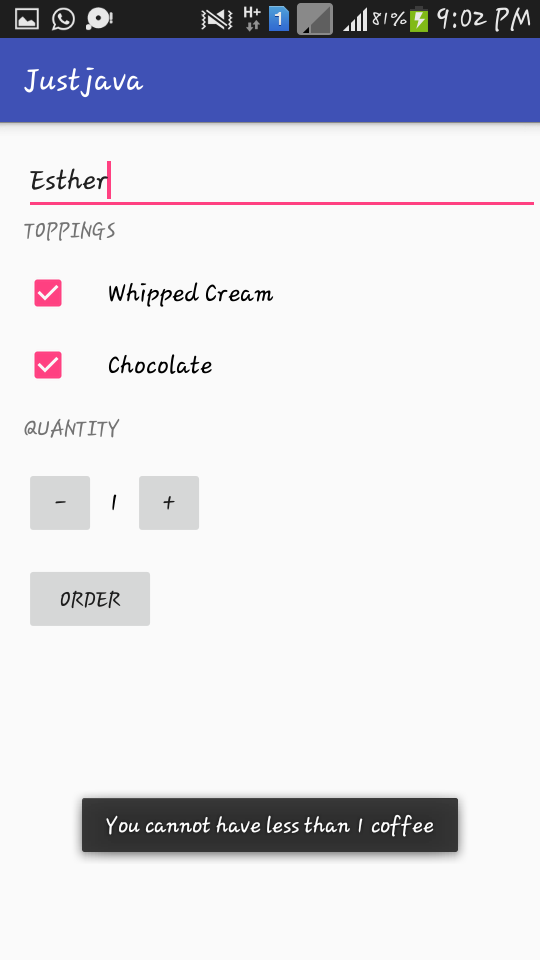 H+ 1 81% 9:02 PM
Justjava
Esther
TOPPINGS
Whipped Cream
Chocolate
QUANTITY
- 1 +
ORDER
You cannot have less than 1 coffee